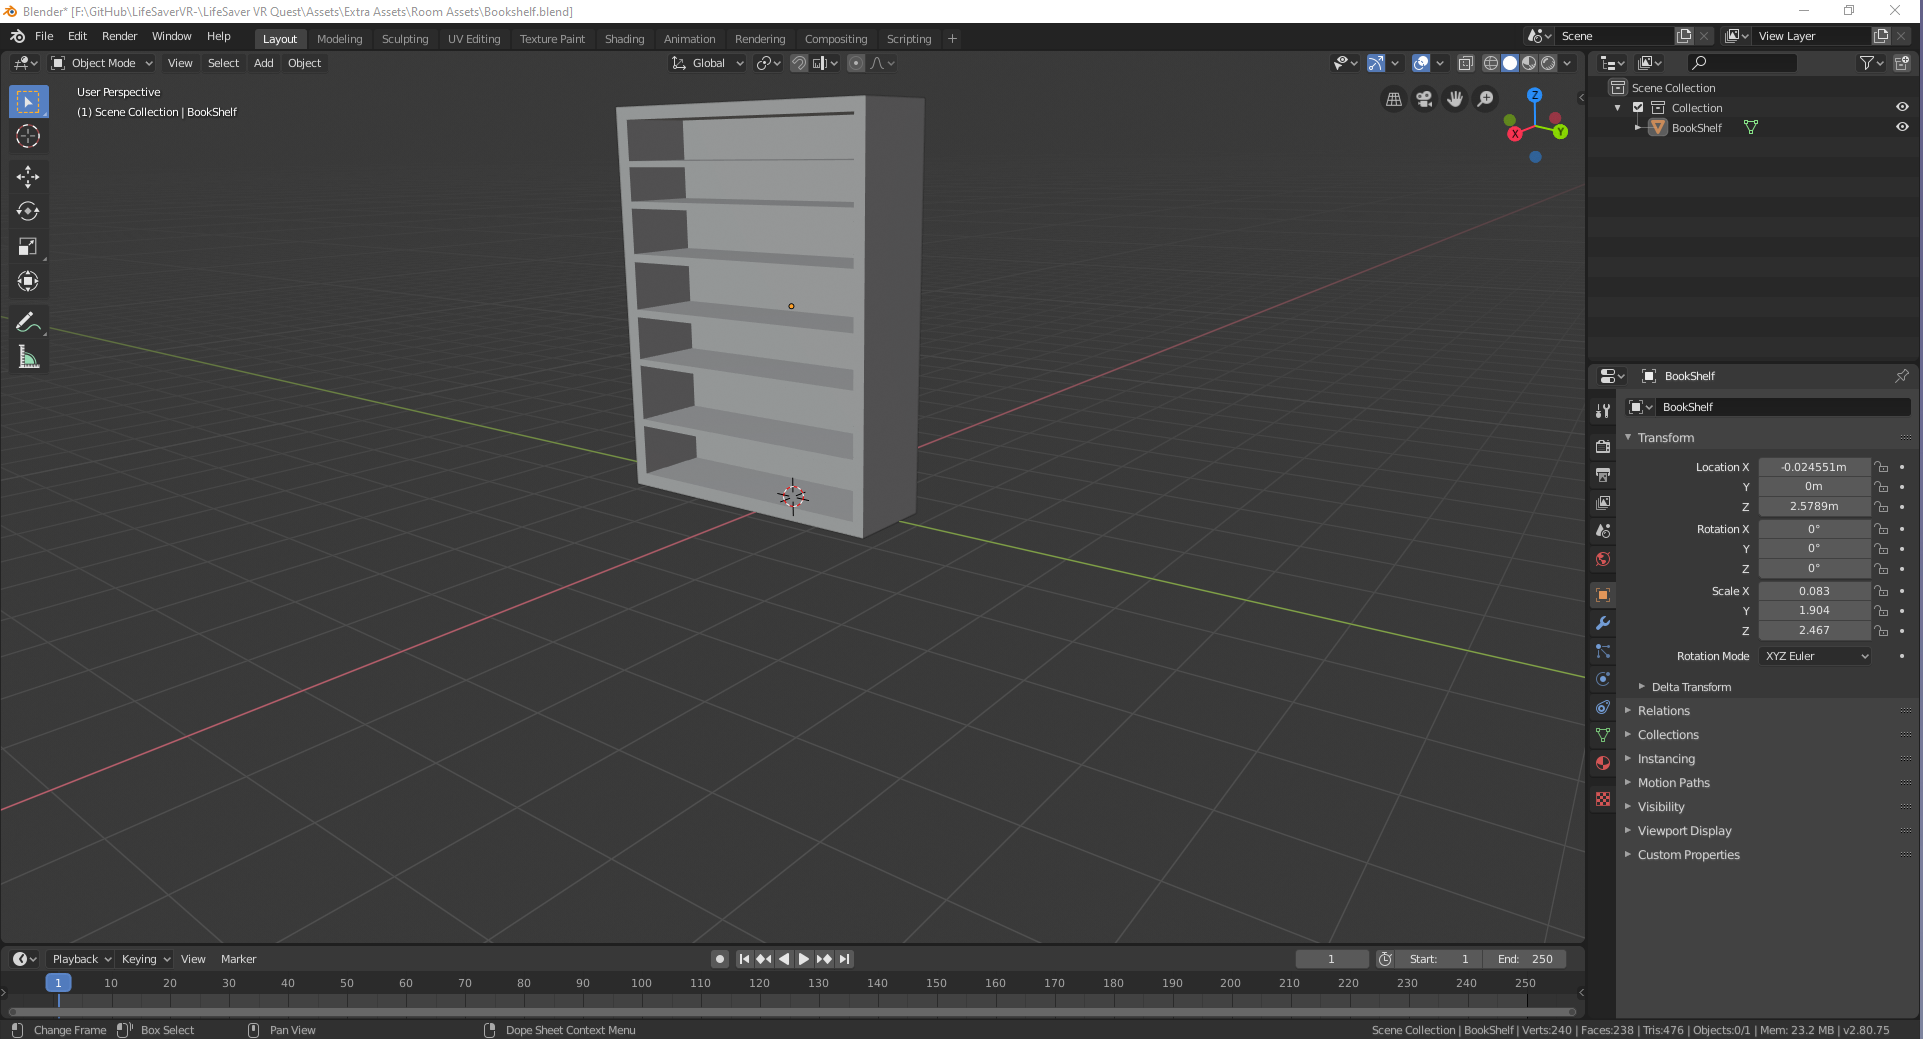 Blender* [F:\GitHub\LifeSaverVR-\LifeSaver VR Quest\Assets\Extra Assets\Room Assets\Bookshelf.blend]
File Edit Render Window Help Layout Modeling Sculpting UV Editing Texture Paint Shading Animation Rendering Compositing Scripting + Scene View Layer
Object Mode View Select Add Object Global
User Perspective
(1) Scene Collection | BookShelf
Z
X
Y
Scene Collection
Collection
BookShelf
BookShelf
BookShelf
Transform
Location X -0.024551m
Y 0m
Z 2.5789m
Rotation X 0°
Y 0°
Z 0°
Scale X 0.083
Y 1.904
Z 2.467
Rotation Mode XYZ Euler
Delta Transform
Relations
Collections
Instancing
Motion Paths
Visibility
Viewport Display
Custom Properties
Playback Keying View Marker 1 Start: 1 End: 250
1 10 20 30 40 50 60 70 80 90 100 110 120 130 140 150 160 170 180 190 200 210 220 230 240 250
Change Frame Box Select Pan View Dope Sheet Context Menu Scene Collection | BookShelf | Verts:240 | Faces:238 | Tris:476 | Objects:0/1 | Mem: 23.2 MB | v2.80.75